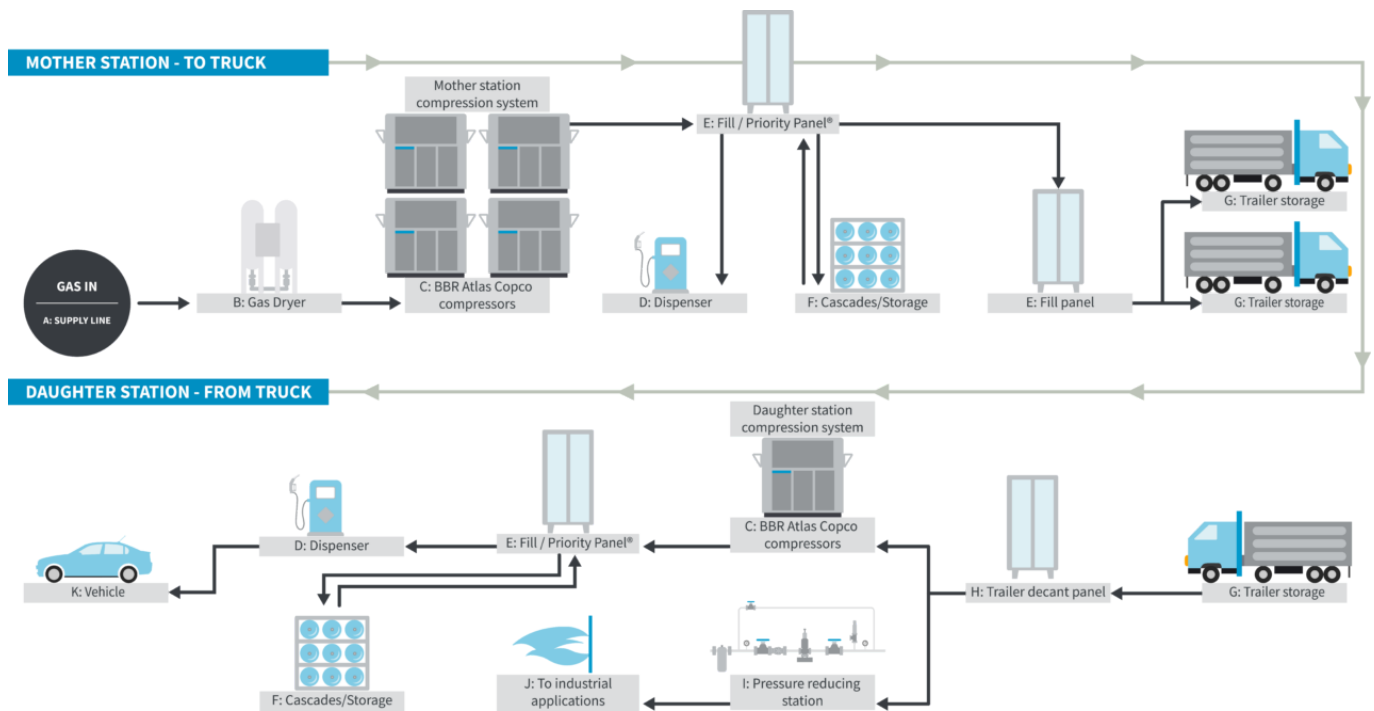 MOTHER STATION - TO TRUCK
Mother station
compression system
E: Fill / Priority Panel®
G: Trailer storage
GAS IN
A: SUPPLY LINE
B: Gas Dryer
C: BBR Atlas Copco
compressors
D: Dispenser
F: Cascades/Storage
E: Fill panel
G: Trailer storage
DAUGHTER STATION - FROM TRUCK
Daughter station
compression system
C: BBR Atlas Copco
compressors
D: Dispenser
E: Fill / Priority Panel®
K: Vehicle
H: Trailer decant panel
G: Trailer storage
F: Cascades/Storage
J: To industrial
applications
I: Pressure reducing
station